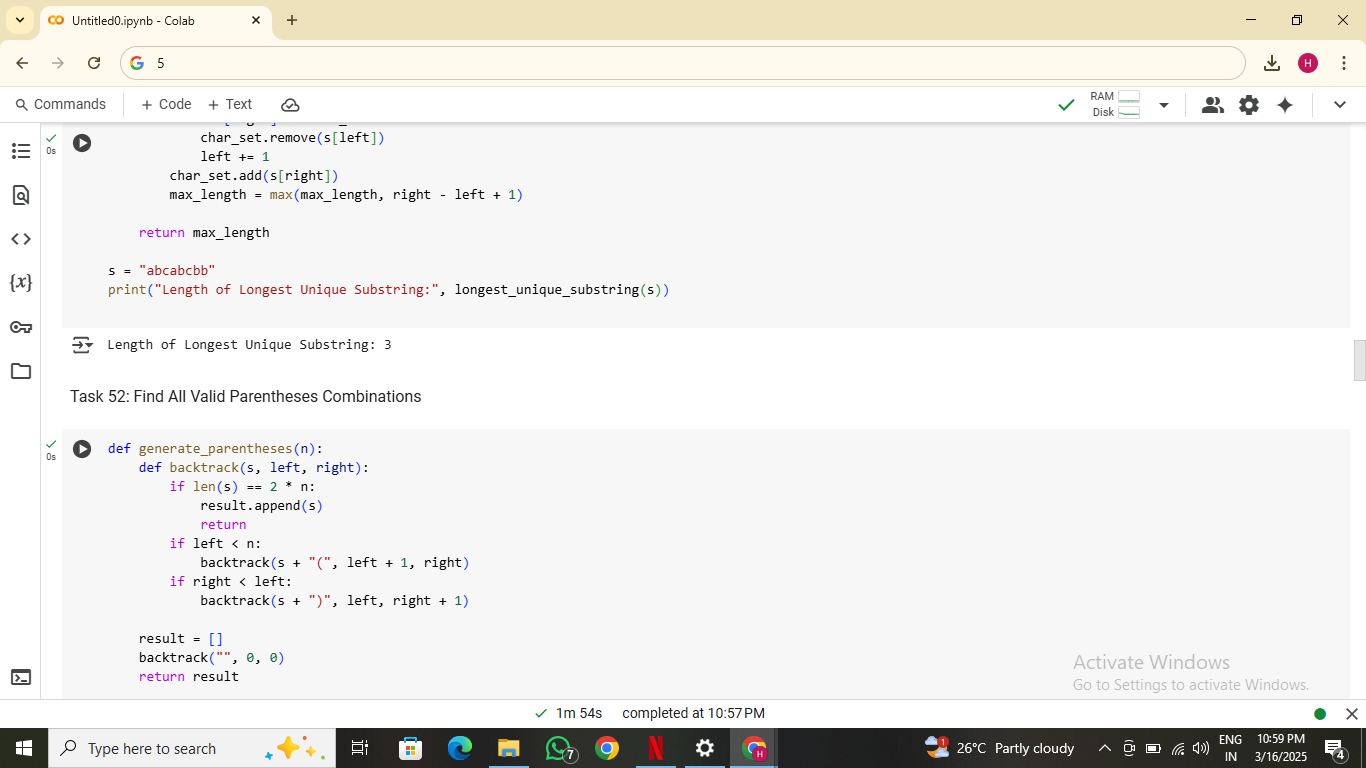 Untitled0.ipynb - Colab
5
H
Commands
+ Code + Text
RAM
Disk
0s
            char_set.remove(s[left])
            left += 1
        char_set.add(s[right])
        max_length = max(max_length, right - left + 1)
    return max_length
s = "abcabcbb"
print("Length of Longest Unique Substring:", longest_unique_substring(s))
Length of Longest Unique Substring: 3
Task 52: Find All Valid Parentheses Combinations
0s
def generate_parentheses(n):
    def backtrack(s, left, right):
        if len(s) == 2 * n:
            result.append(s)
            return
        if left < n:
            backtrack(s + "(", left + 1, right)
        if right < left:
            backtrack(s + ")", left, right + 1)
    result = []
    backtrack("", 0, 0)
    return result
{x}
Activate Windows
Go to Settings to activate Windows.
1m 54s completed at 10:57 PM
Type here to search
7
H
1
26°C Partly cloudy
ENG
IN
10:59 PM
3/16/2025
4